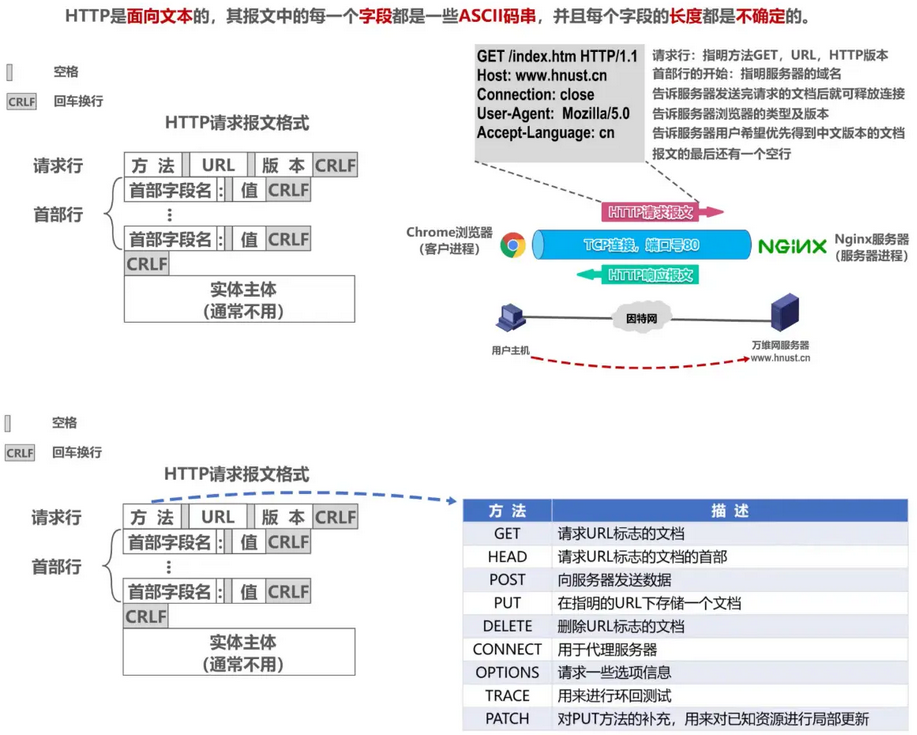 HTTP是面向文本的，其报文中的每一个字段都是一些ASCII码串，并且每个字段的长度都是不确定的。
空格
CRLF 回车换行
HTTP请求报文格式
请求行
方 法 URL 版 本 CRLF
首部行
首部字段名: 值 CRLF
⋮
首部字段名: 值 CRLF
CRLF
实体主体
（通常不用）
GET /index.htm HTTP/1.1 请求行：指明方法GET，URL，HTTP版本
Host: www.hnust.cn 首部行的开始：指明服务器的域名
Connection: close 告诉服务器发送完请求的文档后就可释放连接
User-Agent: Mozilla/5.0 告诉服务器浏览器的类型及版本
Accept-Language: cn 告诉服务器用户希望优先得到中文版本的文档
报文的最后还有一个空行
HTTP请求报文
Chrome浏览器
（客户进程）
TCP连接，端口号80
NGINX
Nginx服务器
（服务器进程）
HTTP响应报文
因特网
用户主机
万维网服务器
www.hnust.cn
空格
CRLF 回车换行
HTTP请求报文格式
请求行
方 法 URL 版 本 CRLF
首部行
首部字段名: 值 CRLF
⋮
首部字段名: 值 CRLF
CRLF
实体主体
（通常不用）
方 法 描 述
GET 请求URL标志的文档
HEAD 请求URL标志的文档的首部
POST 向服务器发送数据
PUT 在指明的URL下存储一个文档
DELETE 删除URL标志的文档
CONNECT 用于代理服务器
OPTIONS 请求一些选项信息
TRACE 用来进行环回测试
PATCH 对PUT方法的补充，用来对已知资源进行局部更新